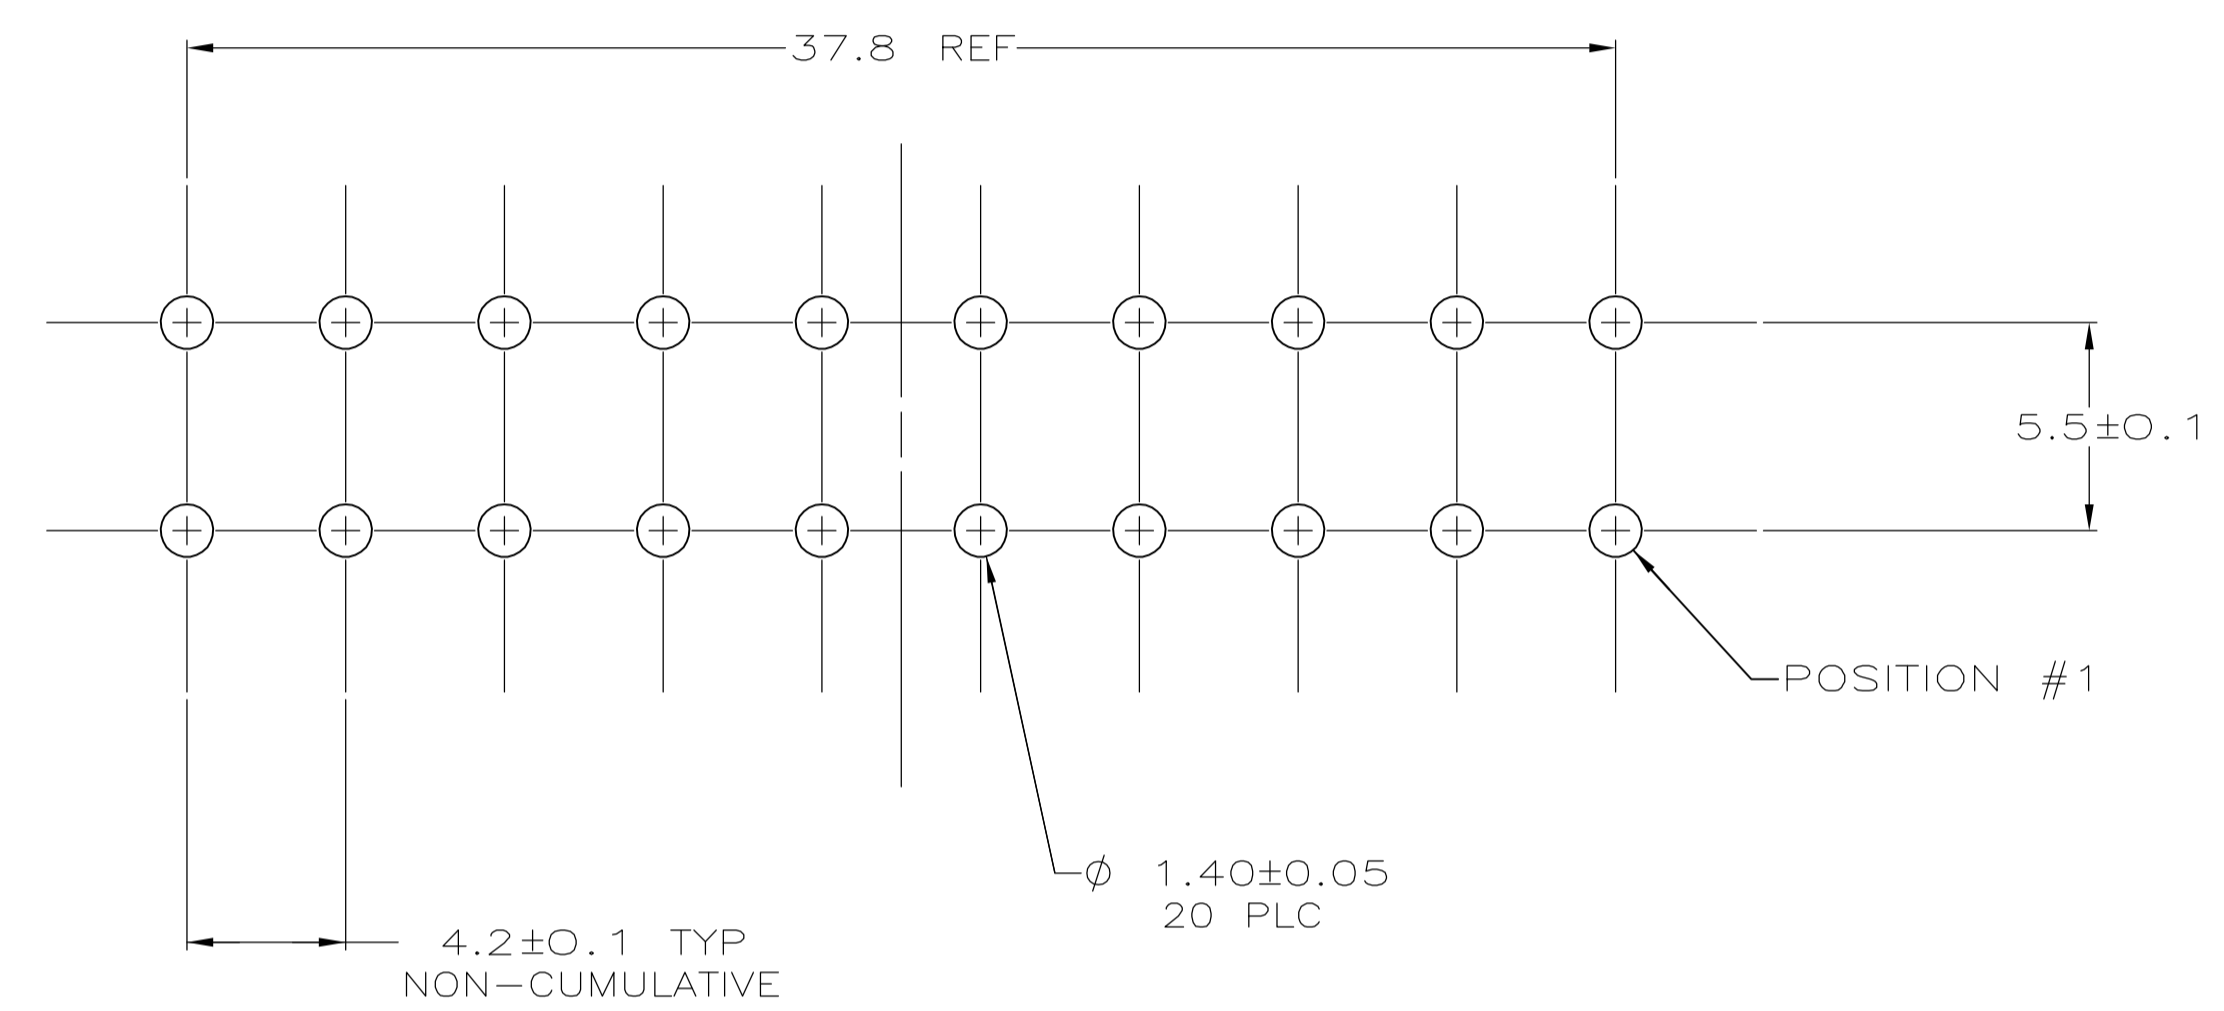 37.8 REF
5.5±0.1
POSITION #1
⌀ 1.40±0.05
20 PLC
4.2±0.1 TYP
NON-CUMULATIVE